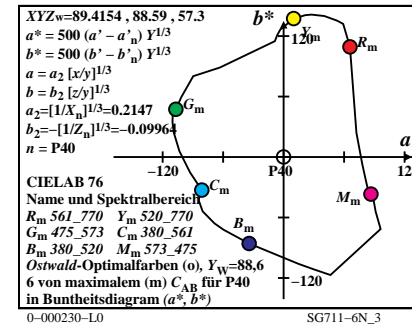 XYZw=89.4154, 88.59, 57.3
a* = 500 (a' - a'n) Y1/3
b* = 500 (b' - b'n) Y1/3
a = a2 [x/y]1/3
b = b2 [z/y]1/3
a2=[1/Xn]1/3=0.2147
b2=-[1/Zn]1/3=-0.09964
n = P40
CIELAB 76
Name und Spektralbereich
Rm 561_770 Ym 520_770
Gm 475_573 Cm 380_561
Bm 380_520 Mm 573_475
Ostwald-Optimalfarben (o), YW=88,6
6 von maximalem (m) CAB für P40
in Buntheitsdiagram (a*, b*)
b*
120
Ym
Rm
Gm
a
−120
P40
12
Cm
Mm
Bm
−120
0-000230-L0
SG711-6N_3